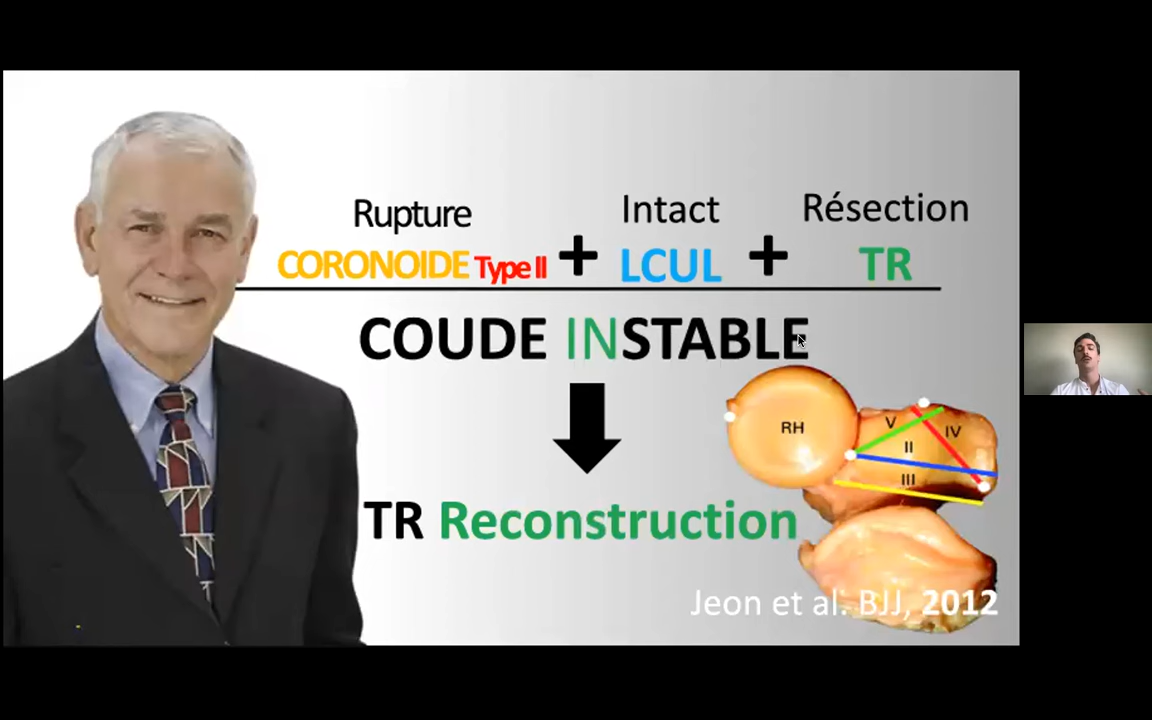 Rupture Intact Résection
CORONOIDE Type II + LCUL + TR
COUDE INSTABLE
RH V IV
II
III
TR Reconstruction
Jeon et al. BJJ, 2012